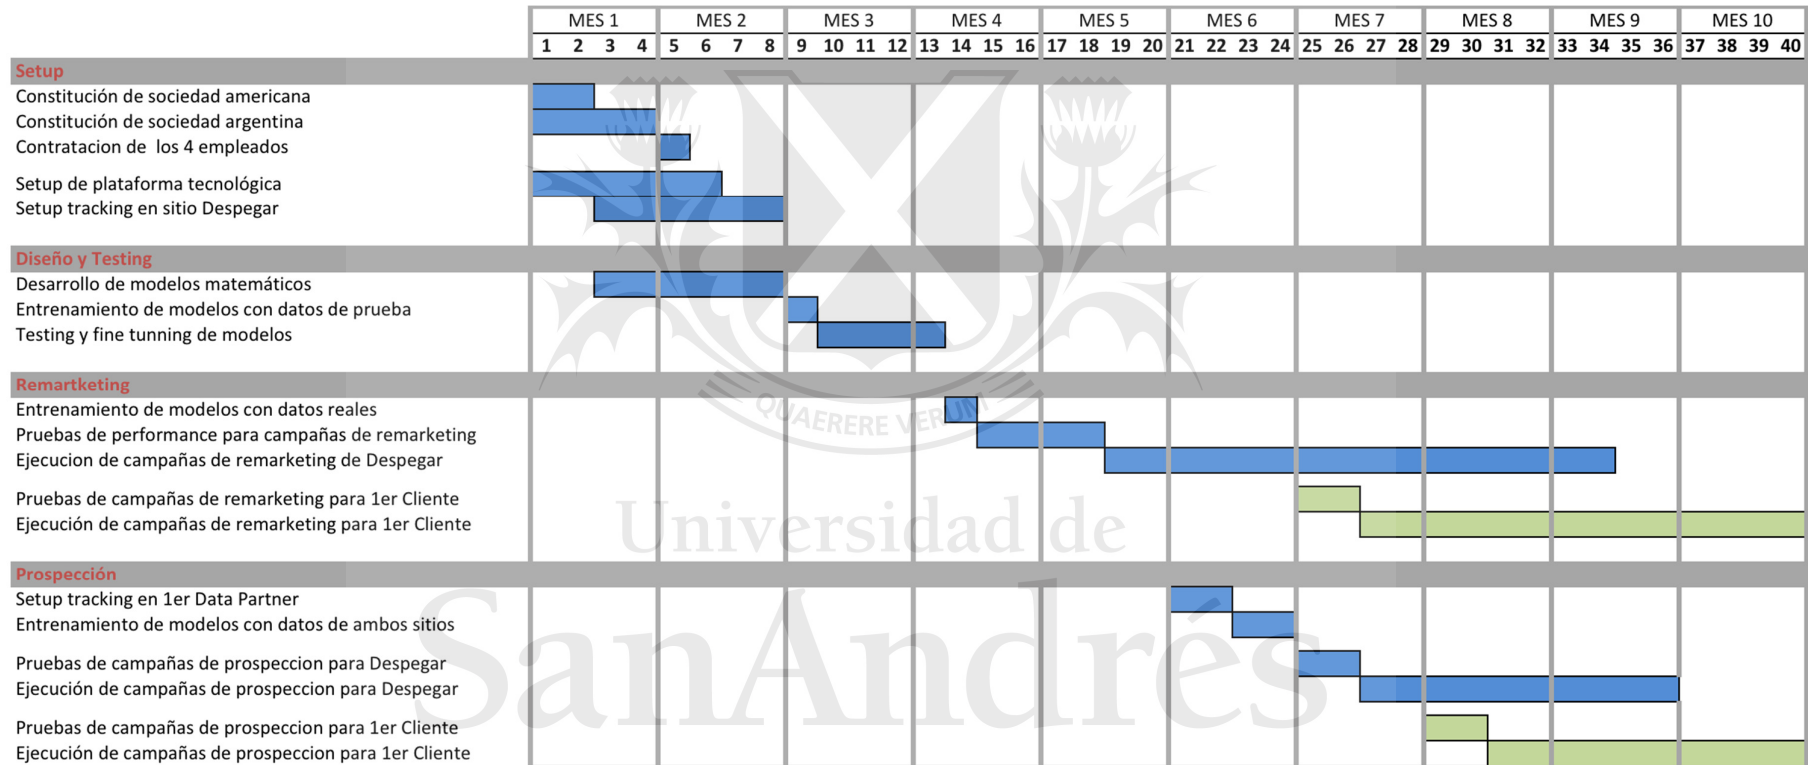 MES 1 MES 2 MES 3 MES 4 MES 5 MES 6 MES 7 MES 8 MES 9 MES 10
1 2 3 4 5 6 7 8 9 10 11 12 13 14 15 16 17 18 19 20 21 22 23 24 25 26 27 28 29 30 31 32 33 34 35 36 37 38 39 40
Setup
Constitución de sociedad americana
Constitución de sociedad argentina
Contratacion de los 4 empleados
Setup de plataforma tecnológica
Setup tracking en sitio Despegar
Diseño y Testing
Desarrollo de modelos matemáticos
Entrenamiento de modelos con datos de prueba
Testing y fine tunning de modelos
Remartketing
Entrenamiento de modelos con datos reales
QUAERERE VERUM
Pruebas de performance para campañas de remarketing
Ejecucion de campañas de remarketing de Despegar
Pruebas de campañas de remarketing para 1er Cliente
Ejecución de campañas de remarketing para 1er Cliente
Universidad de
Prospección
Setup tracking en 1er Data Partner
Entrenamiento de modelos con datos de ambos sitios
SanAndrés
Pruebas de campañas de prospeccion para Despegar
Ejecución de campañas de prospeccion para Despegar
Pruebas de campañas de prospeccion para 1er Cliente
Ejecución de campañas de prospeccion para 1er Cliente